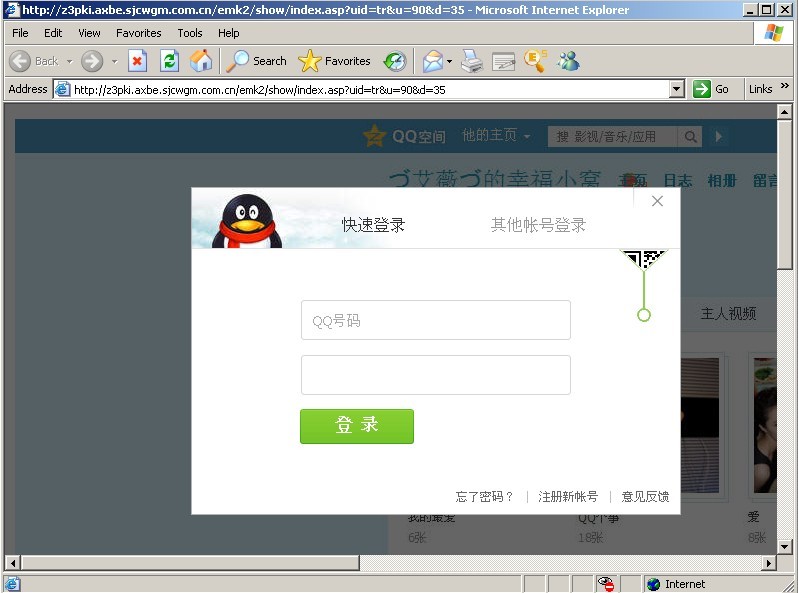 http://z3pki.axbe.sjcwgm.com.cn/emk2/show/index.asp?uid=tr&u=90&d=35 - Microsoft Internet Explorer
File Edit View Favorites Tools Help
Back Search Favorites
Address http://z3pki.axbe.sjcwgm.com.cn/emk2/show/index.asp?uid=tr&u=90&d=35 Go Links »
QQ空间 他的主页 搜 影视/音乐/应用
づ艾薇づ的幸福小窝 主页 日志 相册 留言
快速登录 其他帐号登录
主人视频
QQ号码
登 录
忘了密码？ | 注册新帐号 | 意见反馈
我的最爱 QQ个事 爱
6张 18张 8张
Internet